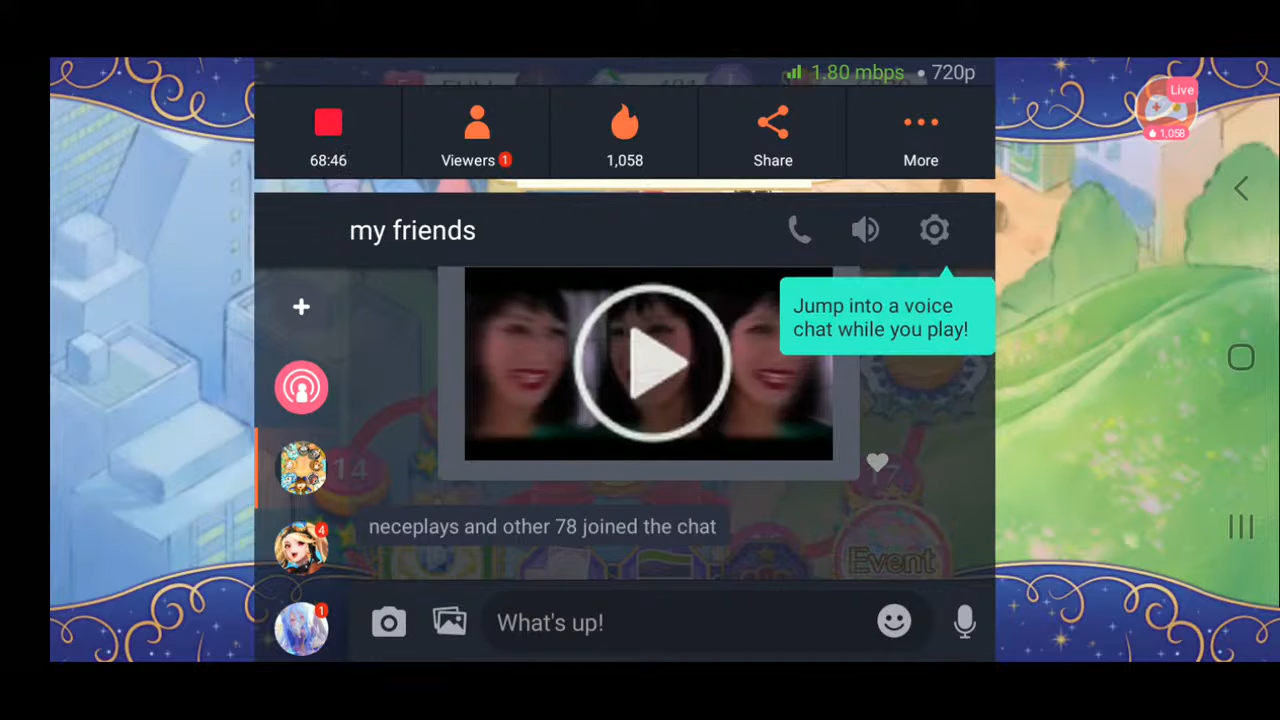 1.80 mbps • 720p
Live
1,058
68:46
Viewers 1
1,058
Share
More
my friends
Jump into a voice
chat while you play!
14
17
4
neceplays and other 78 joined the chat
Event
1
What's up!